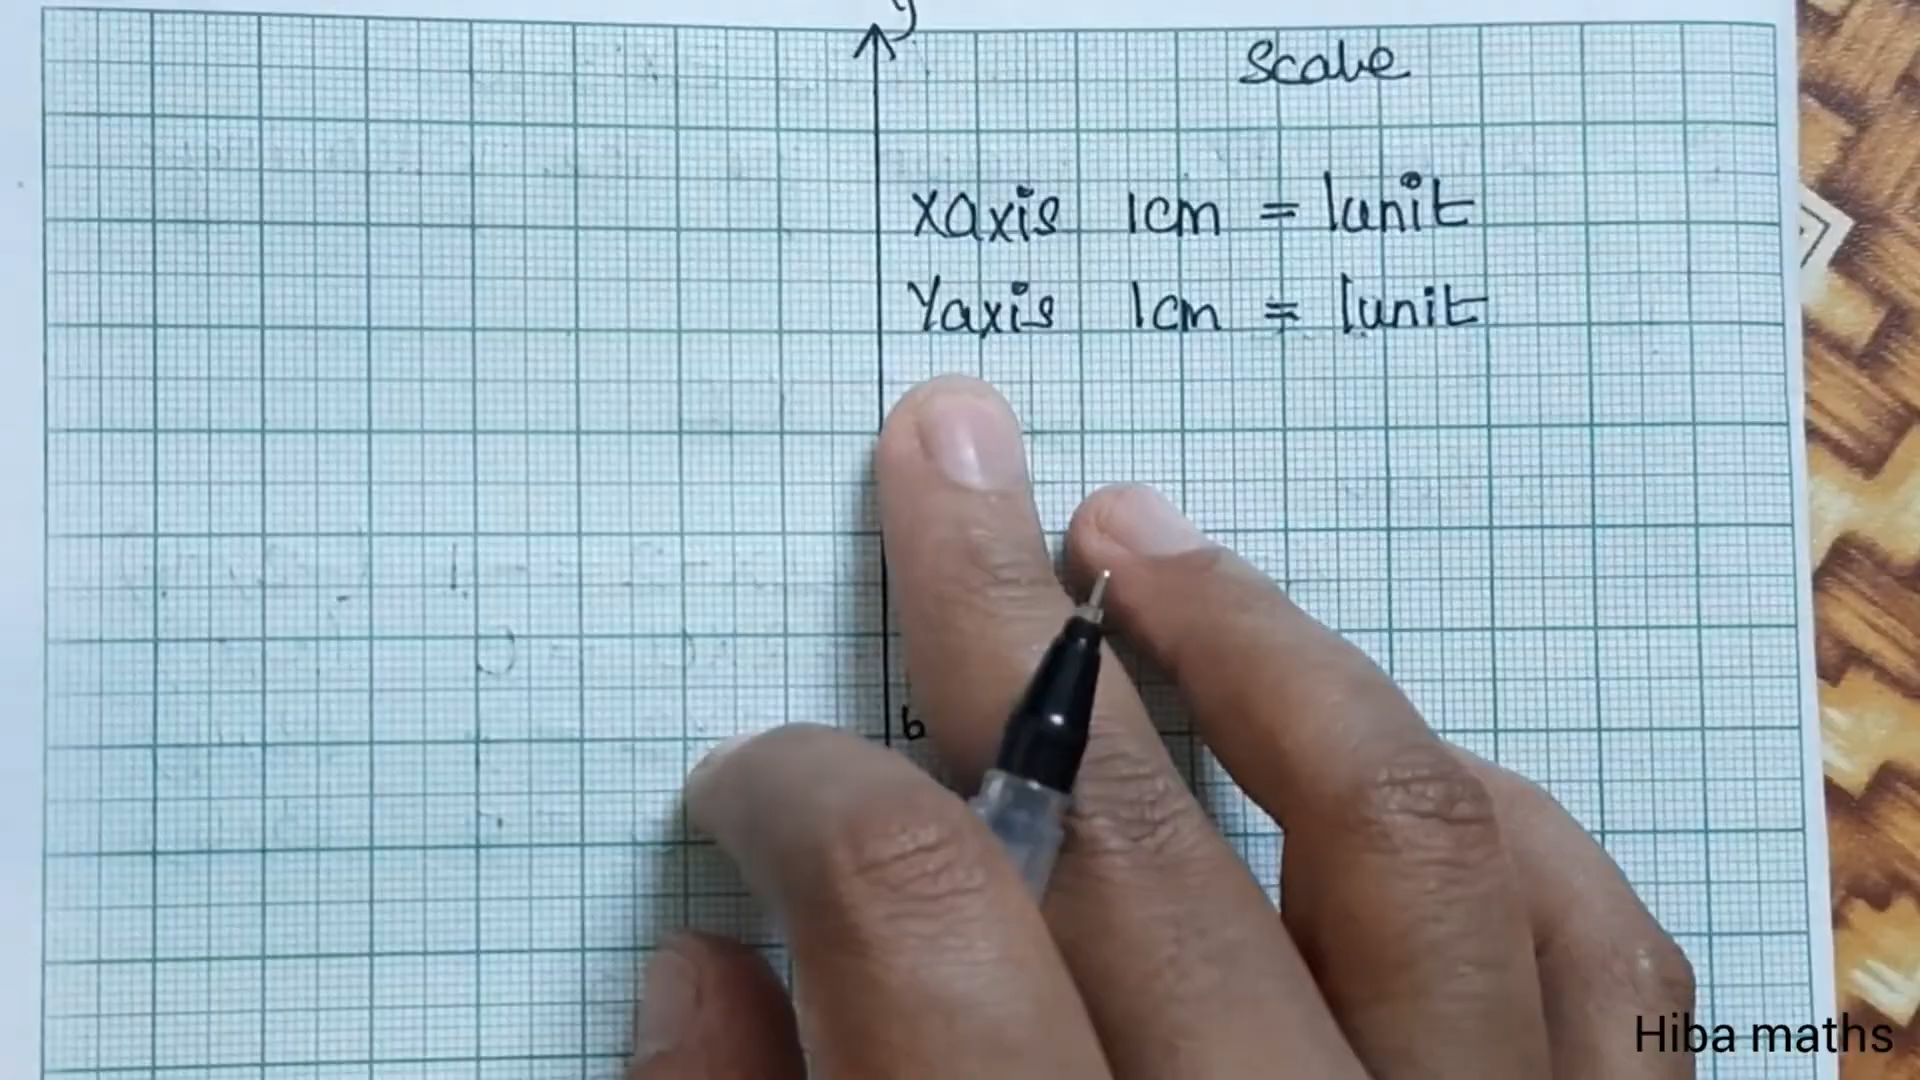 y
Scale
Xaxis 1cm = 1unit
Yaxis 1cm = 1unit
6
Hiba maths